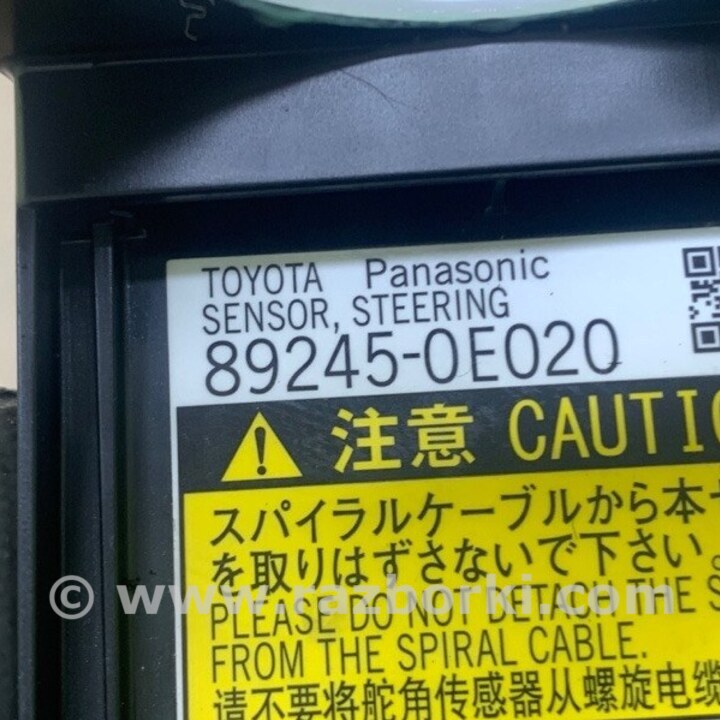 TOYOTA Panasonic
SENSOR, STEERING
89245-0E020
注意 CAUTI
スパイラルケーブルから本
を取りはずさないで下さい。
© www.razborki.com
PLEASE DO NOT DETACH THE S
FROM THE SPIRAL CABLE.
请不要将舵角传感器从螺旋电缆